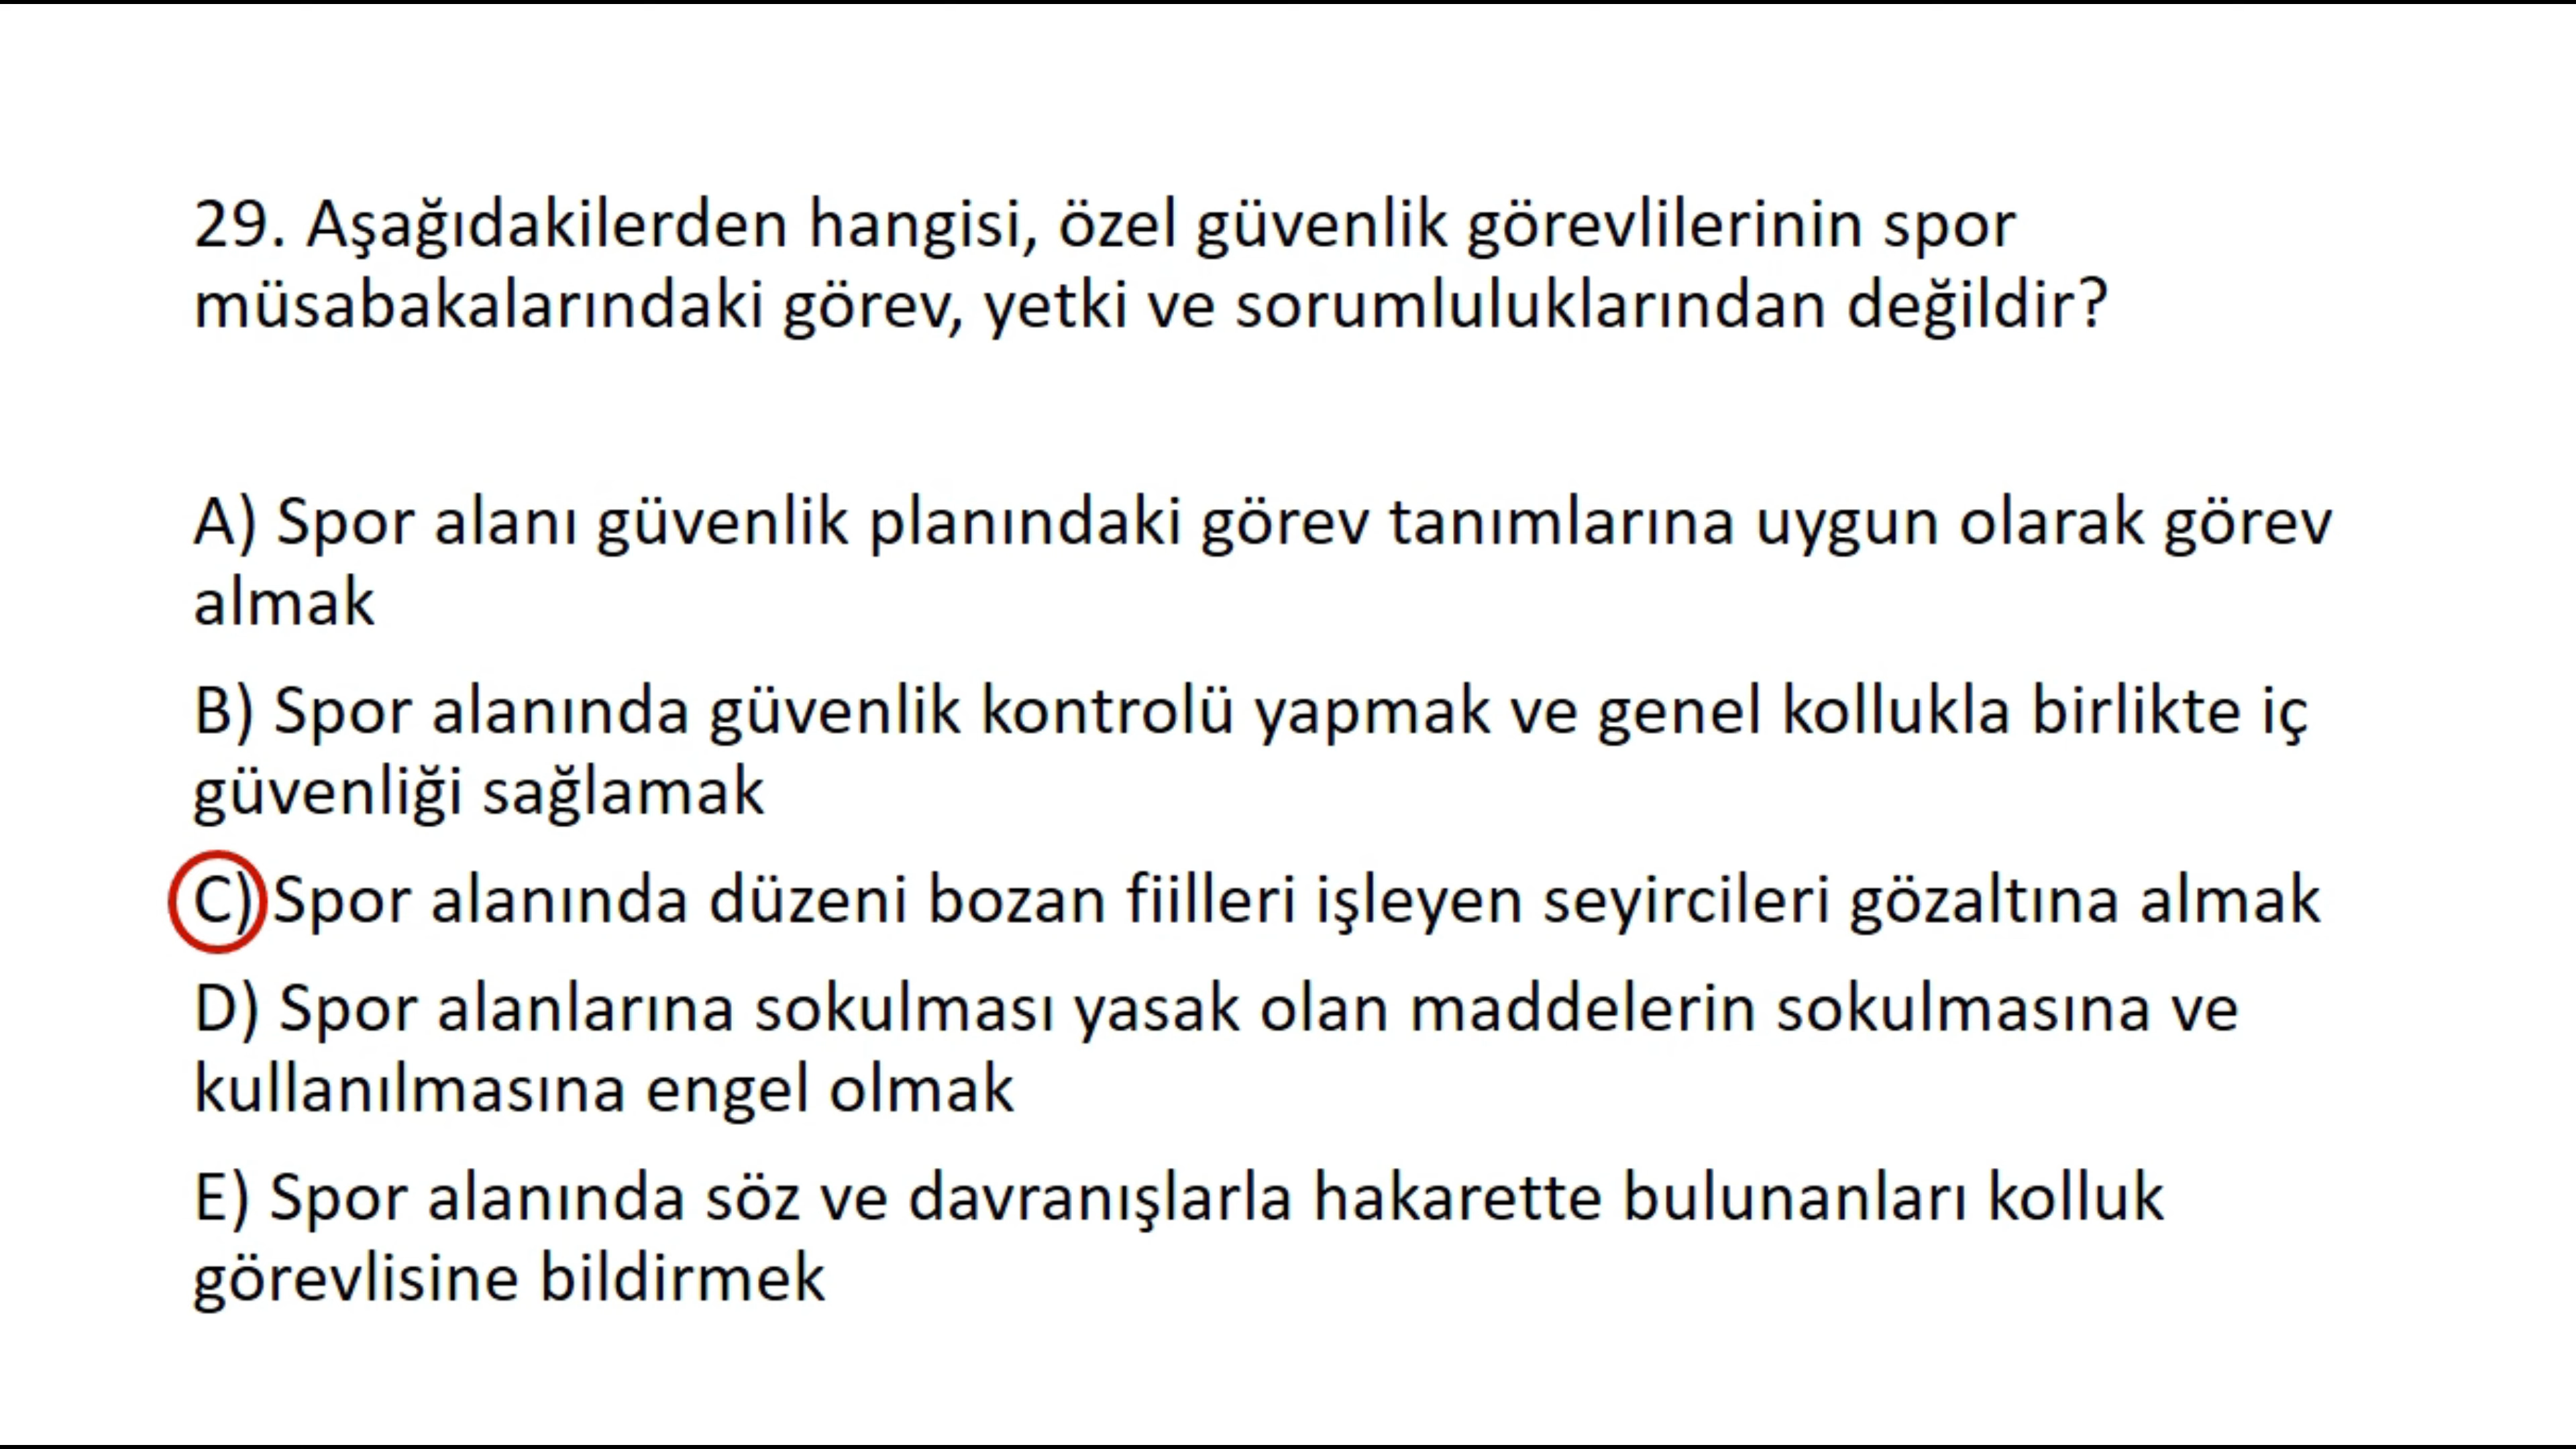 29. Aşağıdakilerden hangisi, özel güvenlik görevlilerinin spor
müsabakalarındaki görev, yetki ve sorumluluklarından değildir?
A) Spor alanı güvenlik planındaki görev tanımlarına uygun olarak görev
almak
B) Spor alanında güvenlik kontrolü yapmak ve genel kollukla birlikte iç
güvenliği sağlamak
C) Spor alanında düzeni bozan fiilleri işleyen seyircileri gözaltına almak
D) Spor alanlarına sokulması yasak olan maddelerin sokulmasına ve
kullanılmasına engel olmak
E) Spor alanında söz ve davranışlarla hakarette bulunanları kolluk
görevlisine bildirmek